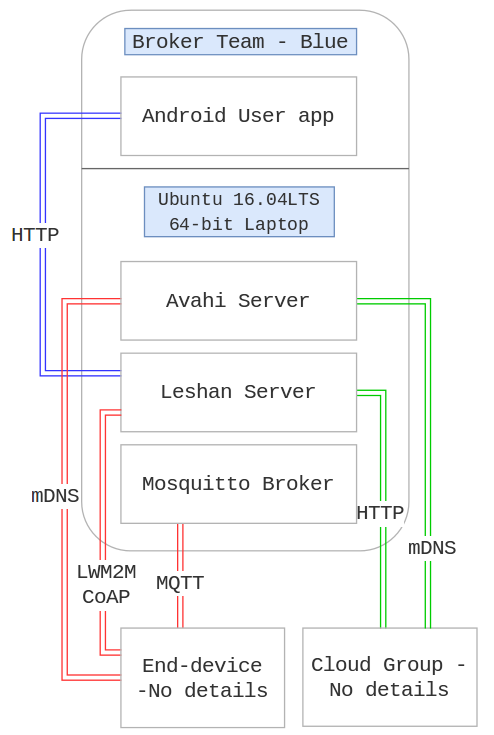 Broker Team - Blue
Android User app
Ubuntu 16.04LTS
64-bit Laptop
HTTP
Avahi Server
Leshan Server
Mosquitto Broker
mDNS
HTTP
mDNS
LWM2M
CoAP
MQTT
End-device
-No details
Cloud Group -
No details